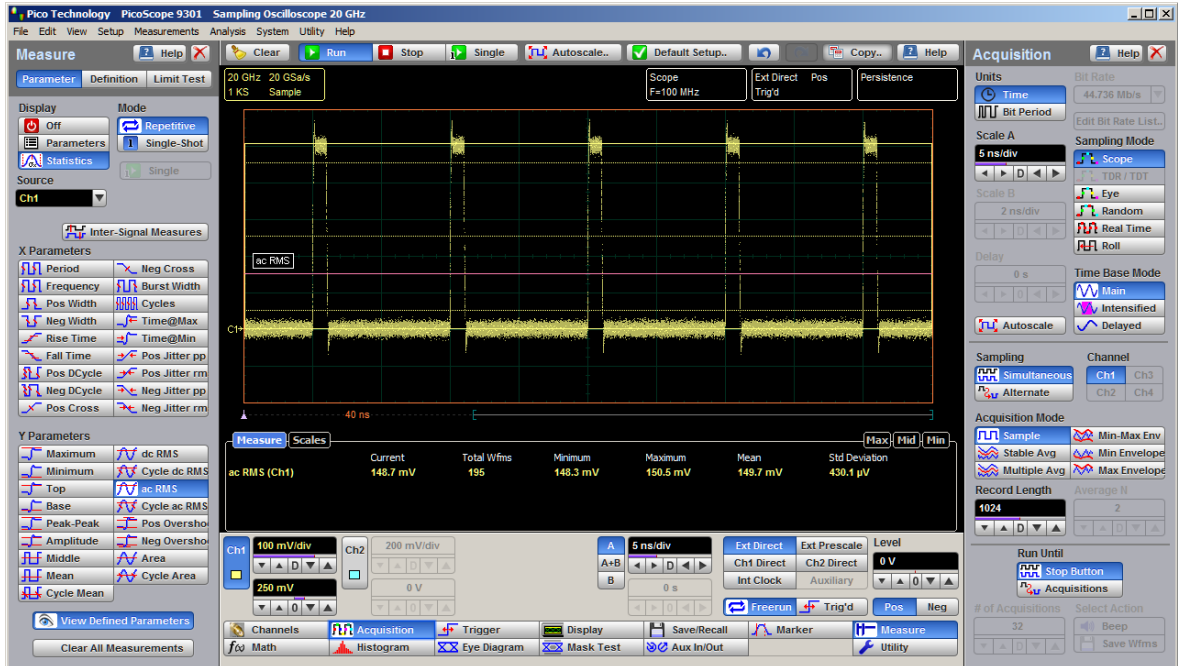 Pico Technology PicoScope 9301 Sampling Oscilloscope 20 GHz
File Edit View Setup Measurements Analysis System Utility Help
Measure Help
Parameter Definition Limit Test
Display Mode
Off Repetitive
Parameters Single-Shot
Statistics Single
Source
Ch1
Inter-Signal Measures
X Parameters
Period Neg Cross
Frequency Burst Width
Pos Width Cycles
Neg Width Time@Max
Rise Time Time@Min
Fall Time Pos Jitter pp
Pos DCycle Pos Jitter rm
Neg DCycle Neg Jitter pp
Pos Cross Neg Jitter rm
Y Parameters
Maximum dc RMS
Minimum Cycle dc RMS
Top ac RMS
Base Cycle ac RMS
Peak-Peak Pos Oversho
Amplitude Neg Oversho
Middle Area
Mean Cycle Area
Cycle Mean
View Defined Parameters
Clear All Measurements
Clear Run Stop Single Autoscale.. Default Setup.. Copy.. Help
20 GHz 20 GSa/s
1 KS Sample
Scope
F=100 MHz
Ext Direct Pos
Trig'd
Persistence
ac RMS
C1
40 ns
Measure Scales Max Mid Min
Current Total Wfms Minimum Maximum Mean Std Deviation
ac RMS (Ch1) 148.7 mV 195 148.3 mV 150.5 mV 149.7 mV 430.1 µV
Ch1 100 mV/div Ch2 200 mV/div A 5 ns/div Ext Direct Ext Prescale Level
D D A+B D Ch1 Direct Ch2 Direct 0 V
250 mV 0 V B 0 s Int Clock Auxiliary 0
0 0 0 Freerun Trig'd Pos Neg
Channels Acquisition Trigger Display Save/Recall Marker Measure
f(x) Math Histogram Eye Diagram Mask Test Aux In/Out Utility
Acquisition Help
Units Bit Rate
Time 44.736 Mb/s
Bit Period Edit Bit Rate List..
Scale A Sampling Mode
5 ns/div Scope
D TDR / TDT
Scale B Eye
2 ns/div Random
D Real Time
Roll
Delay
0 s Time Base Mode
0 Main
Intensified
Autoscale Delayed
Sampling Channel
Simultaneous Ch1 Ch3
Alternate Ch2 Ch4
Acquisition Mode
Sample Min-Max Env
Stable Avg Min Envelope
Multiple Avg Max Envelope
Record Length Average N
1024 2
D D
Run Until
Stop Button
Acquisitions
# of Acquisitions Select Action
32 Beep
D Save Wfms